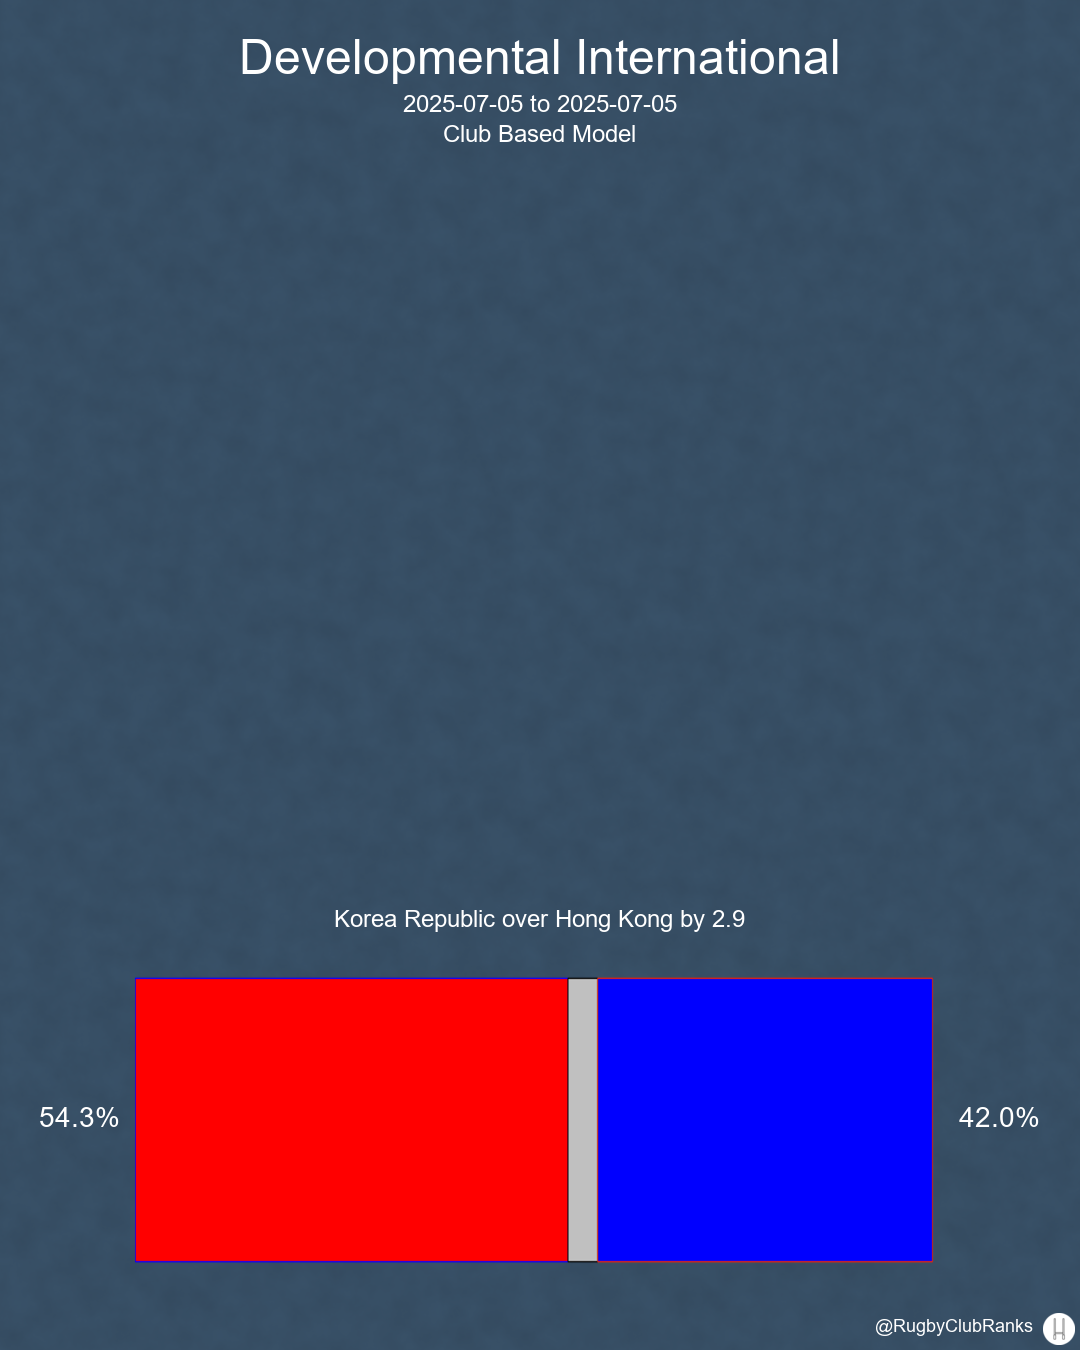 Developmental International
2025-07-05 to 2025-07-05
Club Based Model
Korea Republic over Hong Kong by 2.9
54.3%
42.0%
@RugbyClubRanks